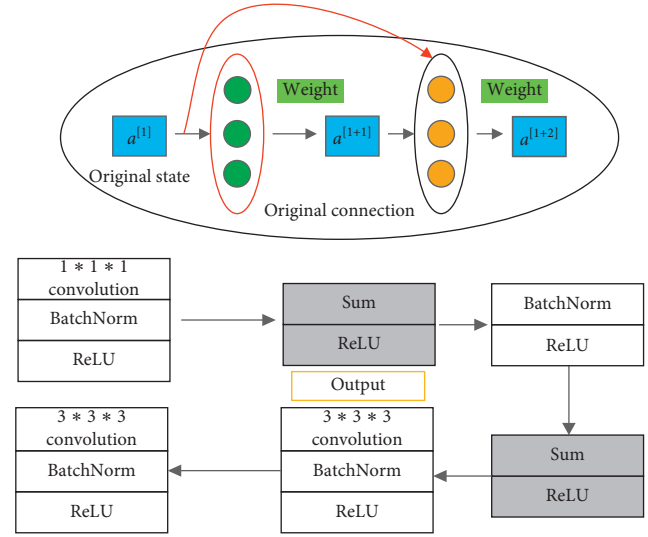 Weight
Weight
a[1]
a[1+1]
a[1+2]
Original state
Original connection
1 * 1 * 1
convolution
BatchNorm
ReLU
Sum
ReLU
BatchNorm
ReLU
Output
3 * 3 * 3
convolution
BatchNorm
ReLU
3 * 3 * 3
convolution
BatchNorm
ReLU
Sum
ReLU